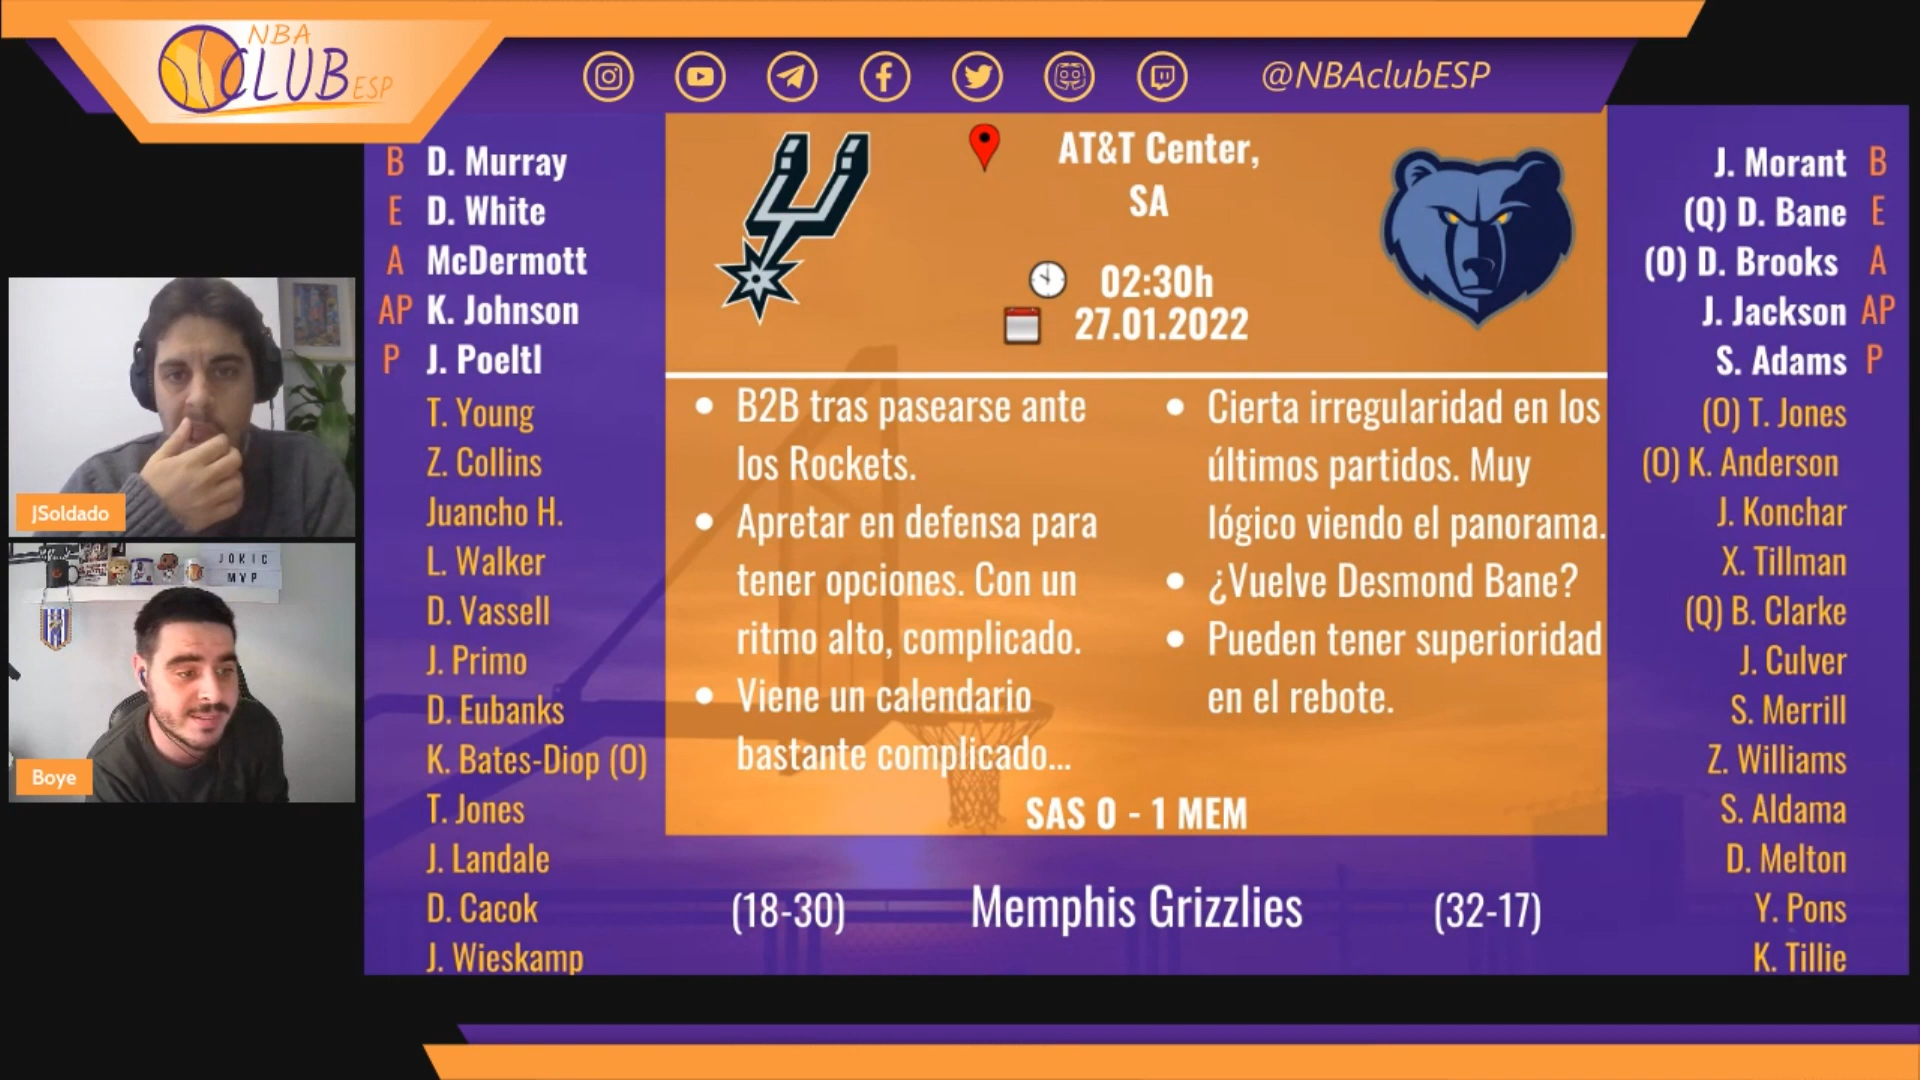 NBA
CLUB ESP
@NBAclubESP
B D. Murray
E D. White
A McDermott
AP K. Johnson
P J. Poeltl
T. Young
Z. Collins
Juancho H.
L. Walker
D. Vassell
J. Primo
D. Eubanks
K. Bates-Diop (O)
T. Jones
J. Landale
D. Cacok
J. Wieskamp
AT&T Center,
SA
02:30h
27.01.2022
B2B tras pasearse ante
los Rockets.
Apretar en defensa para
tener opciones. Con un
ritmo alto, complicado.
Viene un calendario
bastante complicado...
Cierta irregularidad en los
últimos partidos. Muy
lógico viendo el panorama.
¿Vuelve Desmond Bane?
Pueden tener superioridad
en el rebote.
SAS 0 - 1 MEM
(18-30) Memphis Grizzlies (32-17)
J. Morant B
(Q) D. Bane E
(O) D. Brooks A
J. Jackson AP
S. Adams P
(O) T. Jones
(O) K. Anderson
J. Konchar
X. Tillman
(Q) B. Clarke
J. Culver
S. Merrill
Z. Williams
S. Aldama
D. Melton
Y. Pons
K. Tillie
JSoldado
JOKIC
MVP
Boye